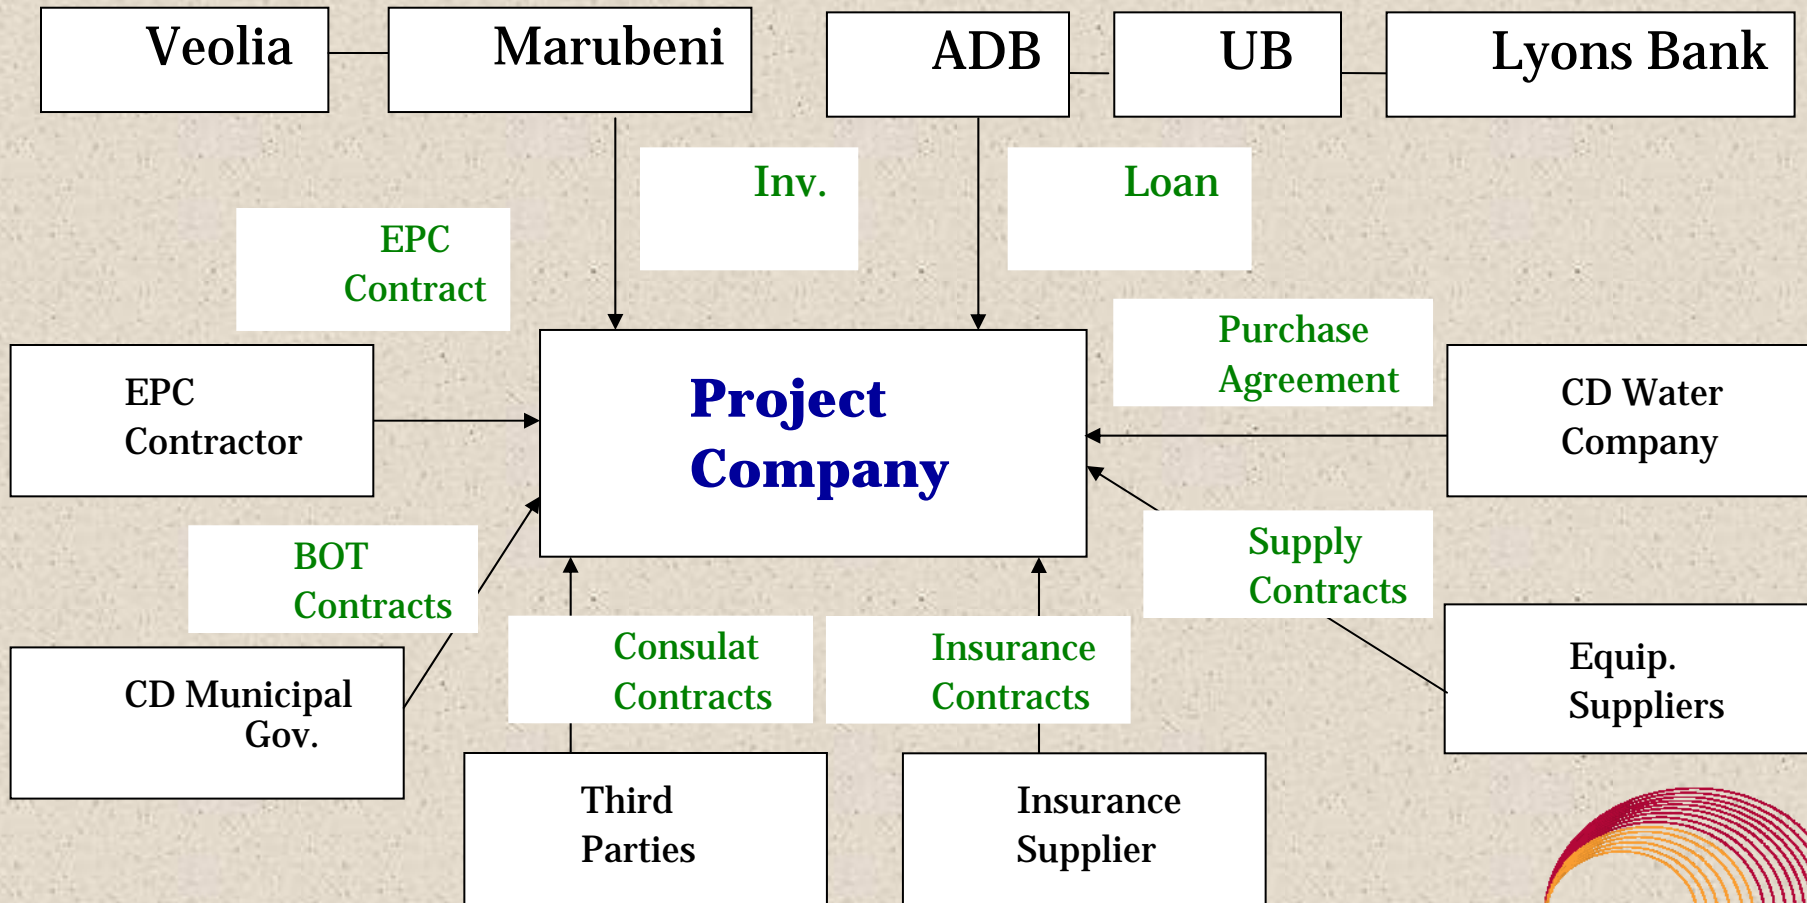 Veolia
Marubeni
ADB
UB
Lyons Bank
Inv.
Loan
EPC
Contract
Purchase
Agreement
EPC
Contractor
Project
Company
CD Water
Company
BOT
Contracts
Supply
Contracts
Consulat
Contracts
Insurance
Contracts
CD Municipal
Gov.
Equip.
Suppliers
Third
Parties
Insurance
Supplier